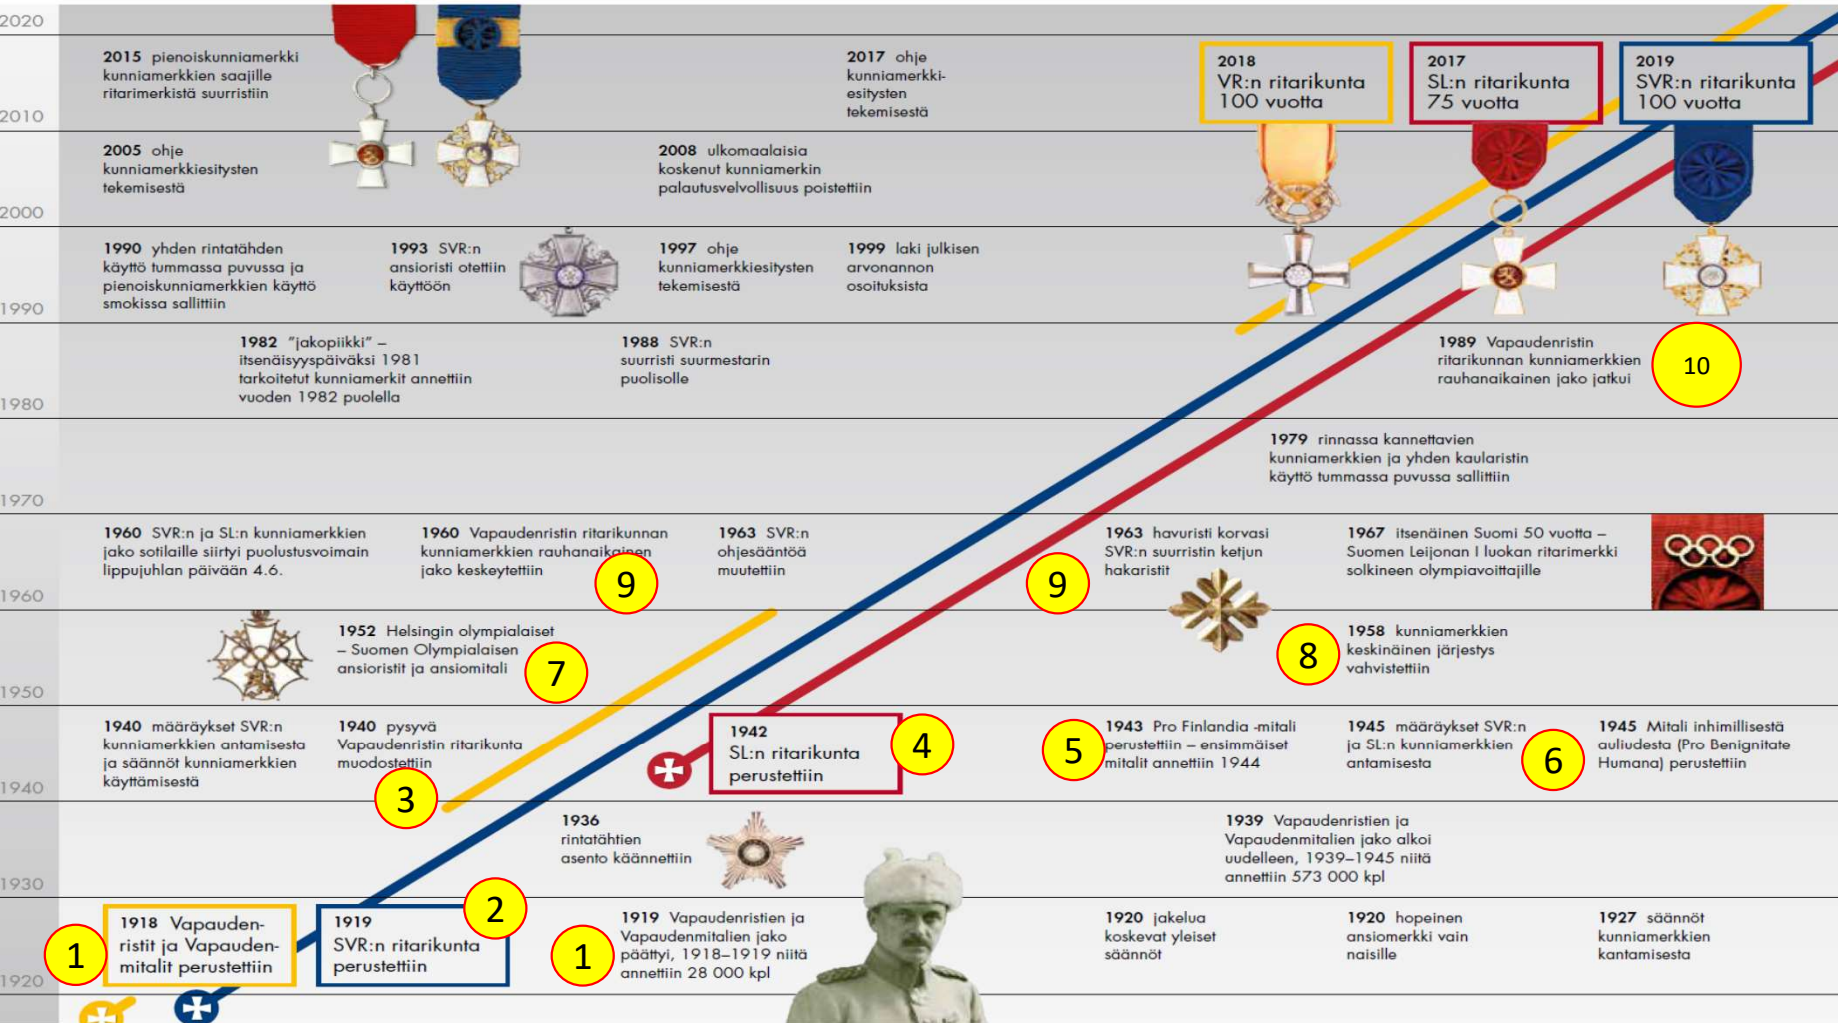 2020
2015 pienoiskunniamerkki
kunniamerkkien saajille
ritarimerkistä suurristiin
2017 ohje
kunniamerkki-
esitysten
tekemisestä
2018
VR:n ritarikunta
100 vuotta
2017
SL:n ritarikunta
75 vuotta
2019
SVR:n ritarikunta
100 vuotta
2010
2005 ohje
kunniamerkkiesitysten
tekemisestä
2008 ulkomaalaisia
koskenut kunniamerkin
palautusvelvollisuus poistettiin
2000
1990 yhden rintatähden
käyttö tummassa puvussa ja
pienoiskunniamerkkien käyttö
smokissa sallittiin
1993 SVR:n
ansioristi otettiin
käyttöön
1997 ohje
kunniamerkkiesitysten
tekemisestä
1999 laki julkisen
arvonannon
osoituksista
1990
1982 ”jakopiikki” –
itsenäisyyspäiväksi 1981
tarkoitetut kunniamerkit annettiin
vuoden 1982 puolella
1988 SVR:n
suurristi suurmestarin
puolisolle
1989 Vapaudenristin
ritarikunnan kunniamerkkien
rauhanaikainen jako jatkui
10
1980
1979 rinnassa kannettavien
kunniamerkkien ja yhden kaularistin
käyttö tummassa puvussa sallittiin
1970
1960 SVR:n ja SL:n kunniamerkkien
jako sotilaille siirtyi puolustusvoimain
lippujuhlan päivään 4.6.
1960 Vapaudenristin ritarikunnan
kunniamerkkien rauhanaikainen
jako keskeytettiin
9
1963 SVR:n
ohjesääntöä
muutettiin
9
1963 havuristi korvasi
SVR:n suurristin ketjun
hakaristit
1967 itsenäinen Suomi 50 vuotta –
Suomen Leijonan I luokan ritarimerkki
solkineen olympiavoittajille
1960
1952 Helsingin olympialaiset
– Suomen Olympialaisen
ansioristit ja ansiomitali
7
8
1958 kunniamerkkien
keskinäinen järjestys
vahvistettiin
1950
1940 määräykset SVR:n
kunniamerkkien antamisesta
ja säännöt kunniamerkkien
käyttämisestä
1940 pysyvä
Vapaudenristin ritarikunta
muodostettiin
3
1942
SL:n ritarikunta
perustettiin
4
5
1943 Pro Finlandia -mitali
perustettiin – ensimmäiset
mitalit annettiin 1944
1945 määräykset SVR:n
ja SL:n kunniamerkkien
antamisesta
6
1945 Mitali inhimillisestä
auliudesta (Pro Benignitate
Humana) perustettiin
1940
1936
rintatähtien
asento käännettiin
1939 Vapaudenristien ja
Vapaudenmitalien jako alkoi
uudelleen, 1939–1945 niitä
annettiin 573 000 kpl
1930
1
1918 Vapauden-
ristit ja Vapauden-
mitalit perustettiin
1919
SVR:n ritarikunta
perustettiin
2
1
1919 Vapaudenristien ja
Vapaudenmitalien jako
päättyi, 1918–1919 niitä
annettiin 28 000 kpl
1920 jakelua
koskevat yleiset
säännöt
1920 hopeinen
ansiomerkki vain
naisille
1927 säännöt
kunniamerkkien
kantamisesta
1920